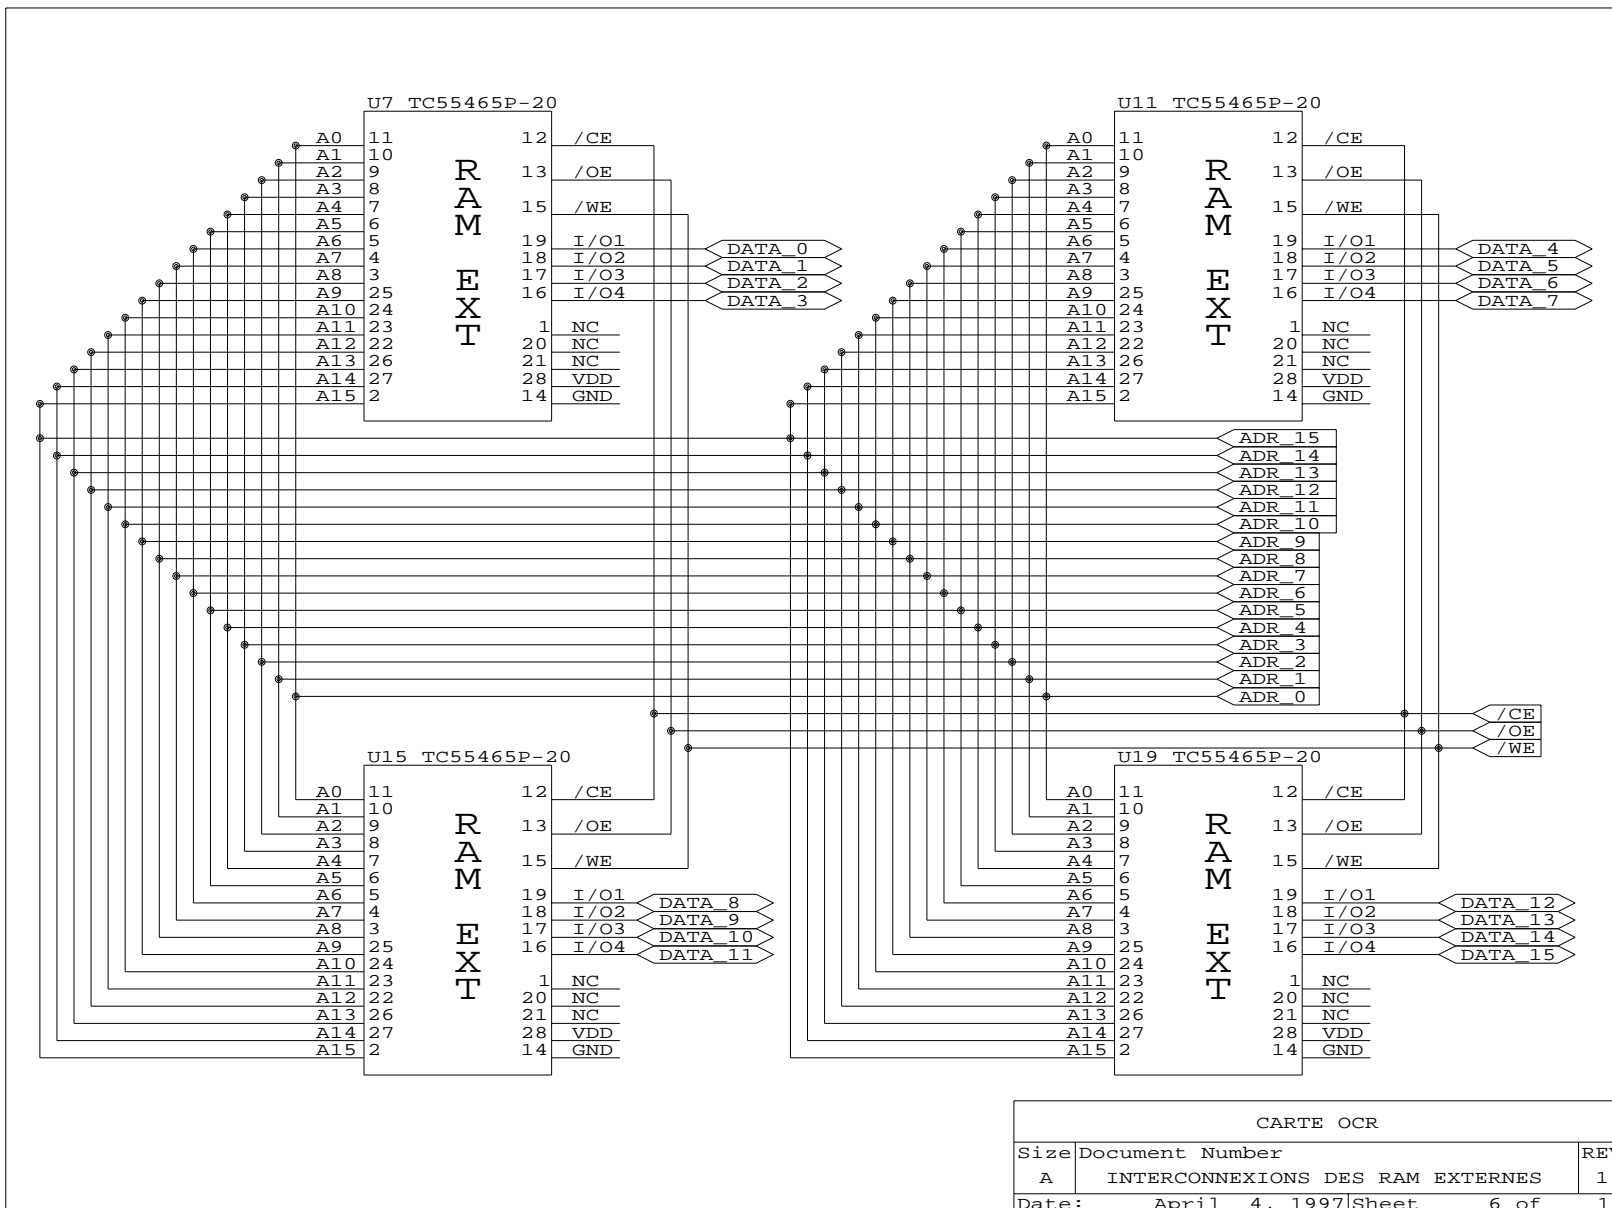 U7 TC55465P-20
A0 11 12 /CE
A1 10
A2 9 13 /OE
A3 8
A4 7 15 /WE
A5 6
A6 5 19 I/O1 DATA_0
A7 4 18 I/O2 DATA_1
A8 3 17 I/O3 DATA_2
A9 25 16 I/O4 DATA_3
A10 24
A11 23 1 NC
A12 22 20 NC
A13 26 21 NC
A14 27 28 VDD
A15 2 14 GND
RAM EXT
U11 TC55465P-20
A0 11 12 /CE
A1 10
A2 9 13 /OE
A3 8
A4 7 15 /WE
A5 6
A6 5 19 I/O1 DATA_4
A7 4 18 I/O2 DATA_5
A8 3 17 I/O3 DATA_6
A9 25 16 I/O4 DATA_7
A10 24
A11 23 1 NC
A12 22 20 NC
A13 26 21 NC
A14 27 28 VDD
A15 2 14 GND
RAM EXT
ADR_15
ADR_14
ADR_13
ADR_12
ADR_11
ADR_10
ADR_9
ADR_8
ADR_7
ADR_6
ADR_5
ADR_4
ADR_3
ADR_2
ADR_1
ADR_0
/CE
/OE
/WE
U15 TC55465P-20
A0 11 12 /CE
A1 10
A2 9 13 /OE
A3 8
A4 7 15 /WE
A5 6
A6 5 19 I/O1 DATA_8
A7 4 18 I/O2 DATA_9
A8 3 17 I/O3 DATA_10
A9 25 16 I/O4 DATA_11
A10 24
A11 23 1 NC
A12 22 20 NC
A13 26 21 NC
A14 27 28 VDD
A15 2 14 GND
RAM EXT
U19 TC55465P-20
A0 11 12 /CE
A1 10
A2 9 13 /OE
A3 8
A4 7 15 /WE
A5 6
A6 5 19 I/O1 DATA_12
A7 4 18 I/O2 DATA_13
A8 3 17 I/O3 DATA_14
A9 25 16 I/O4 DATA_15
A10 24
A11 23 1 NC
A12 22 20 NC
A13 26 21 NC
A14 27 28 VDD
A15 2 14 GND
RAM EXT
CARTE OCR
Size Document Number
A INTERCONNEXIONS DES RAM EXTERNES 1
Date: April 4, 1997 Sheet 6 of